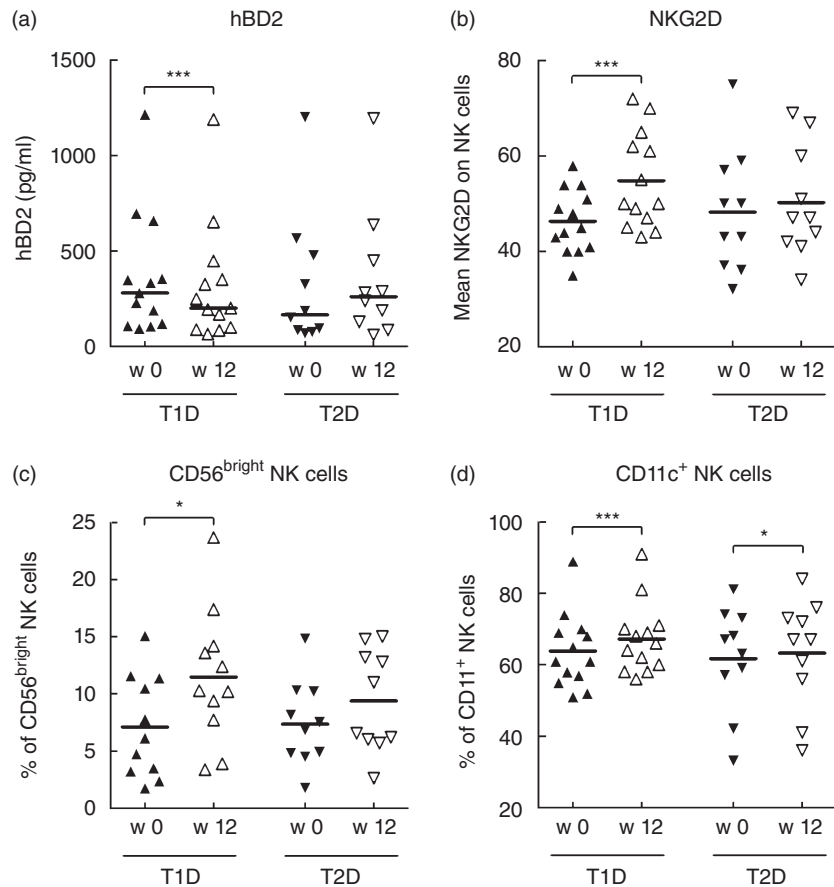 (a) hBD2
hBD2 (pg/ml)
1500
1000
500
0
***
w 0 w 12 w 0 w 12
T1D T2D
(b) NKG2D
Mean NKG2D on NK cells
80
60
40
20
***
w 0 w 12 w 0 w 12
T1D T2D
(c) CD56bright NK cells
% of CD56bright NK cells
25
20
15
10
5
0
*
w 0 w 12 w 0 w 12
T1D T2D
(d) CD11c+ NK cells
% of CD11+ NK cells
100
80
60
40
20
***
*
w 0 w 12 w 0 w 12
T1D T2D